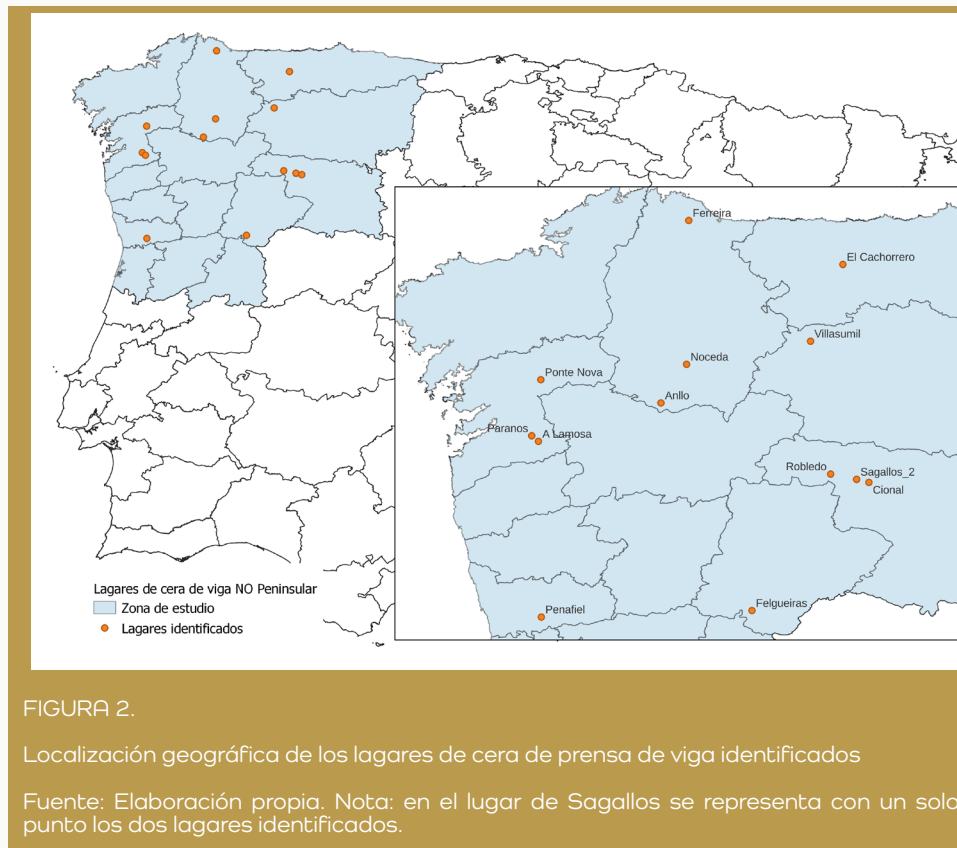 Ferreira
El Cachorrero
Villasumil
Noceda
Ponte Nova
Anllo
Paranos
A Lamosa
Robledo
Sagallos_2
Cional
Felgueiras
Penafiel
Lagares de cera de viga NO Peninsular
Zona de estudio
Lagares identificados
FIGURA 2.
Localización geográfica de los lagares de cera de prensa de viga identificados
Fuente: Elaboración propia. Nota: en el lugar de Sagallos se representa con un solo
punto los dos lagares identificados.